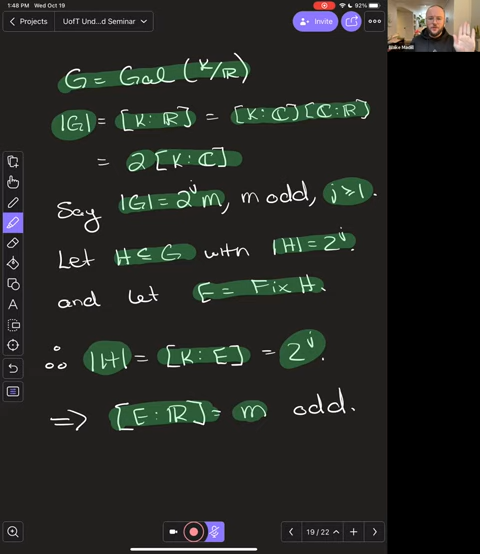 1:48 PM Wed Oct 19
92%
Projects
UofT Und...d Seminar
Invite
Blake Madill
G = Gal (K/ℝ)
|G| = [K : ℝ] = [K : ℂ][ℂ : ℝ]
= 2 [K : ℂ]
Say |G| = 2^j m, m odd, j ≥ 1.
Let H ⊆ G with |H| = 2^j.
and let E = Fix H.
∴ |H| = [K : E] = 2^j.
⇒ [E : ℝ] = m odd.
A
19 / 22